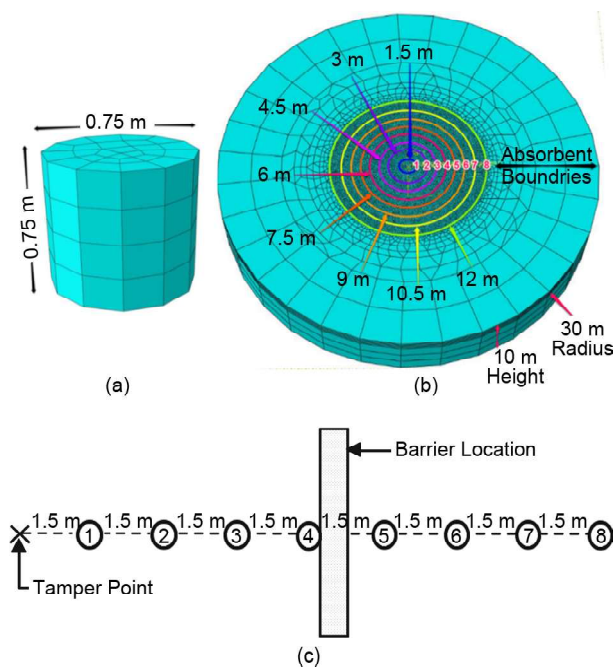 0.75 m
0.75 m
(a)
1.5 m
3 m
4.5 m
6 m
7.5 m
9 m
10.5 m
12 m
1 2 3 4 5 6 7 8
Absorbent
Boundries
30 m
Radius
10 m
Height
(b)
Barrier Location
1.5 m 1.5 m 1.5 m 1.5 m 1.5 m 1.5 m 1.5 m 1.5 m
1 2 3 4 5 6 7 8
Tamper Point
(c)